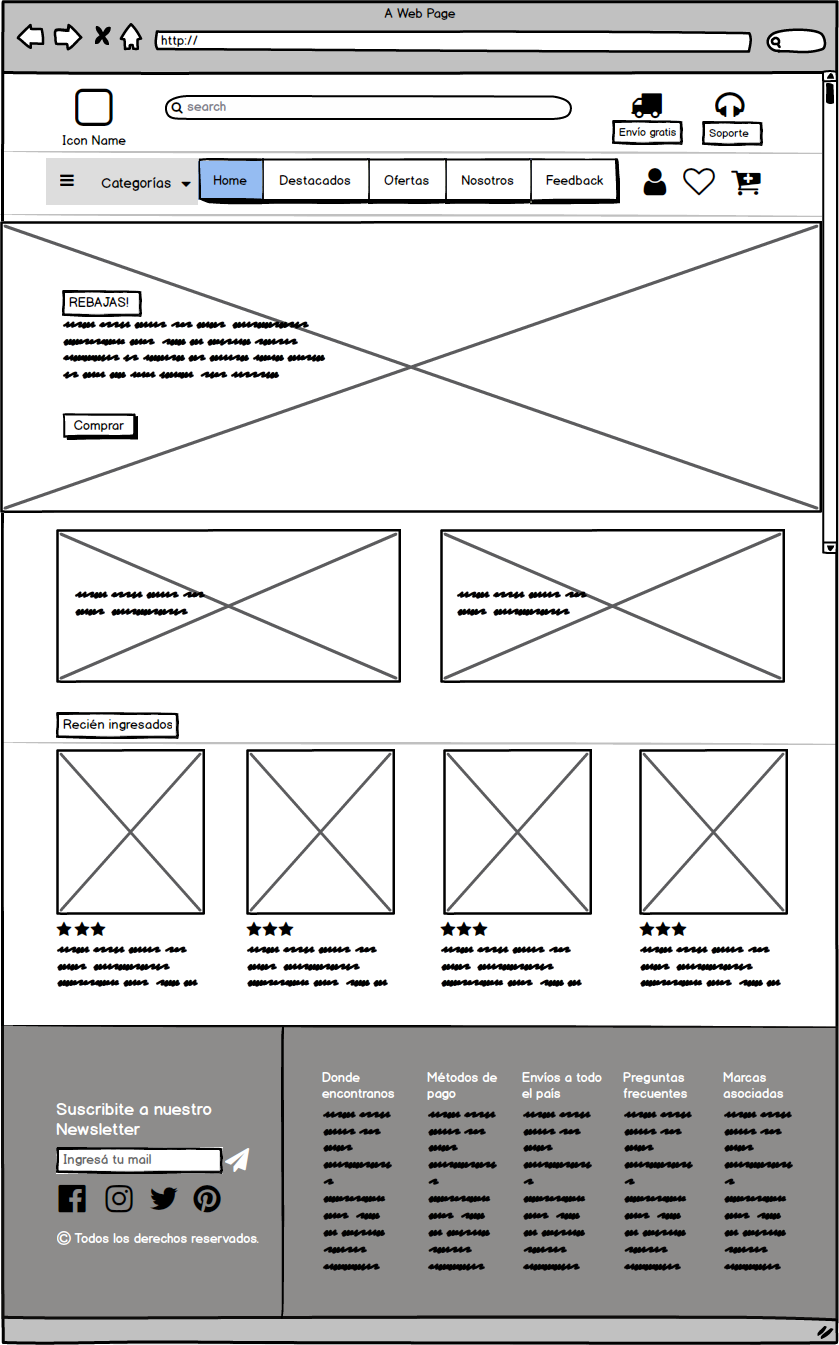 A Web Page
http://
search
Icon Name
Envío gratis
Soporte
Categorías
Home
Destacados
Ofertas
Nosotros
Feedback
REBAJAS!
Comprar
Recién ingresados
Suscribite a nuestro
Newsletter
Ingresá tu mail
© Todos los derechos reservados.
Donde
encontranos
Métodos de
pago
Envíos a todo
el país
Preguntas
frecuentes
Marcas
asociadas